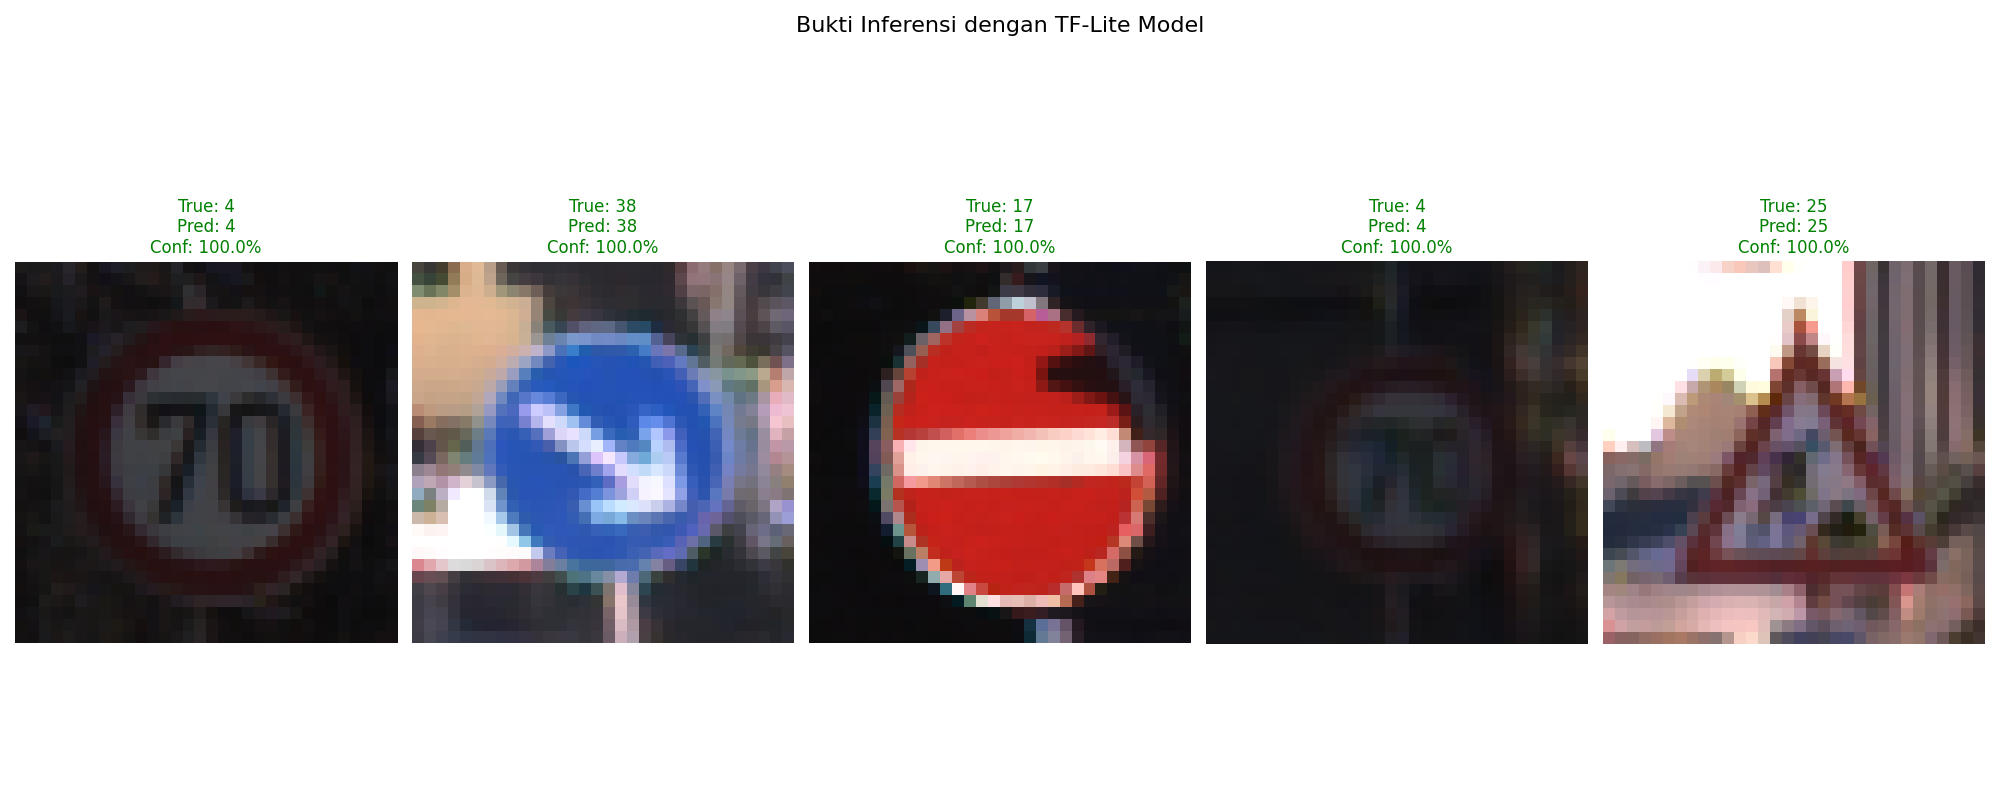 Bukti Inferensi dengan TF-Lite Model
True: 4
Pred: 4
Conf: 100.0%
True: 38
Pred: 38
Conf: 100.0%
True: 17
Pred: 17
Conf: 100.0%
True: 4
Pred: 4
Conf: 100.0%
True: 25
Pred: 25
Conf: 100.0%
70
70